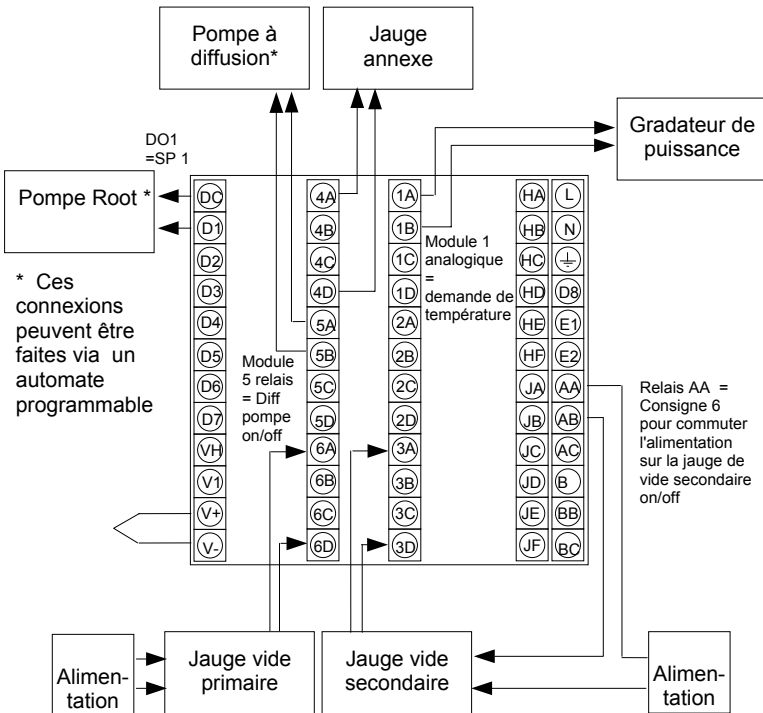 Pompe à
diffusion*
Jauge
annexe
Gradateur de
puissance
DO1
=SP 1
Pompe Root *
* Ces
connexions
peuvent être
faites via un
automate
programmable
DC
D1
D2
D3
D4
D5
D6
D7
VH
V1
V+
V-
4A
4B
4C
4D
5A
5B
5C
5D
6A
6B
6C
6D
Module
5 relais
= Diff
pompe
on/off
1A
1B
1C
1D
2A
2B
2C
2D
3A
3B
3C
3D
Module 1
analogique
=
demande de
température
HA
HB
HC
HD
HE
HF
JA
JB
JC
JD
JE
JF
L
N
D8
E1
E2
AA
AB
AC
B
BB
BC
Relais AA =
Consigne 6
pour commuter
l'alimentation
sur la jauge de
vide secondaire
on/off
Alimen-
tation
Jauge vide
primaire
Jauge vide
secondaire
Alimen-
tation